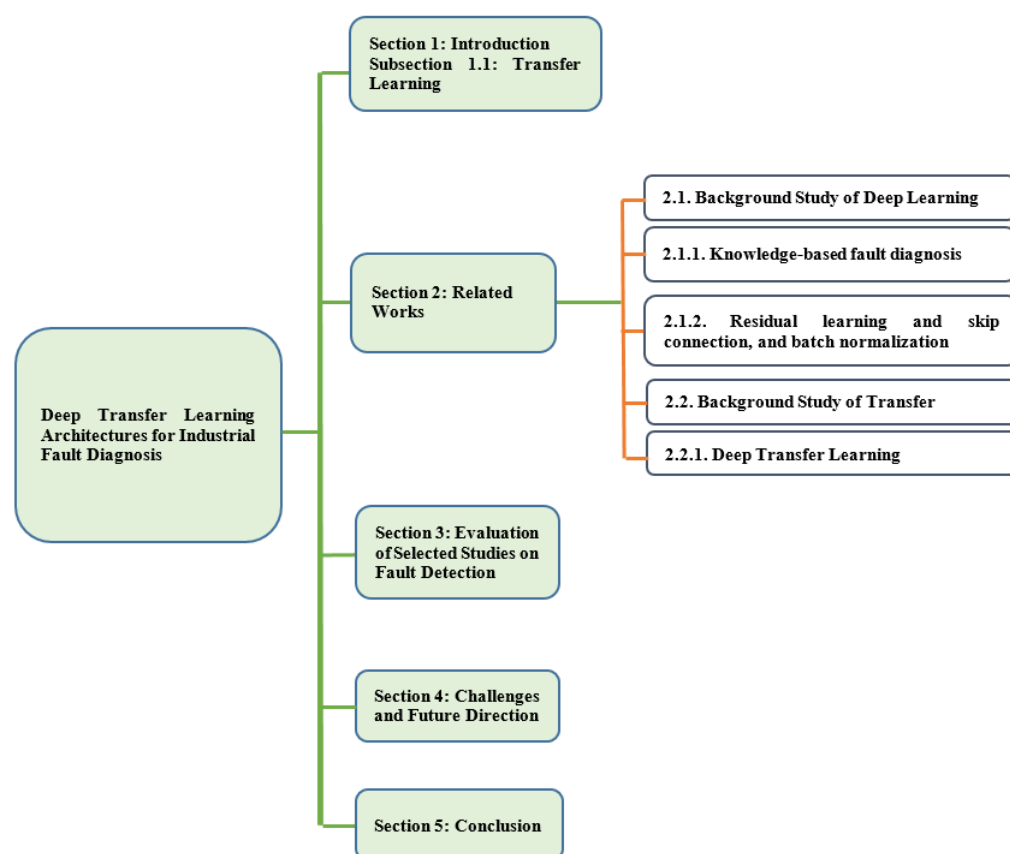 Section 1: Introduction
Subsection 1.1: Transfer
Learning
2.1. Background Study of Deep Learning
2.1.1. Knowledge-based fault diagnosis
Section 2: Related
Works
2.1.2. Residual learning and skip
connection, and batch normalization
2.2. Background Study of Transfer
2.2.1. Deep Transfer Learning
Deep Transfer Learning
Architectures for Industrial
Fault Diagnosis
Section 3: Evaluation
of Selected Studies on
Fault Detection
Section 4: Challenges
and Future Direction
Section 5: Conclusion